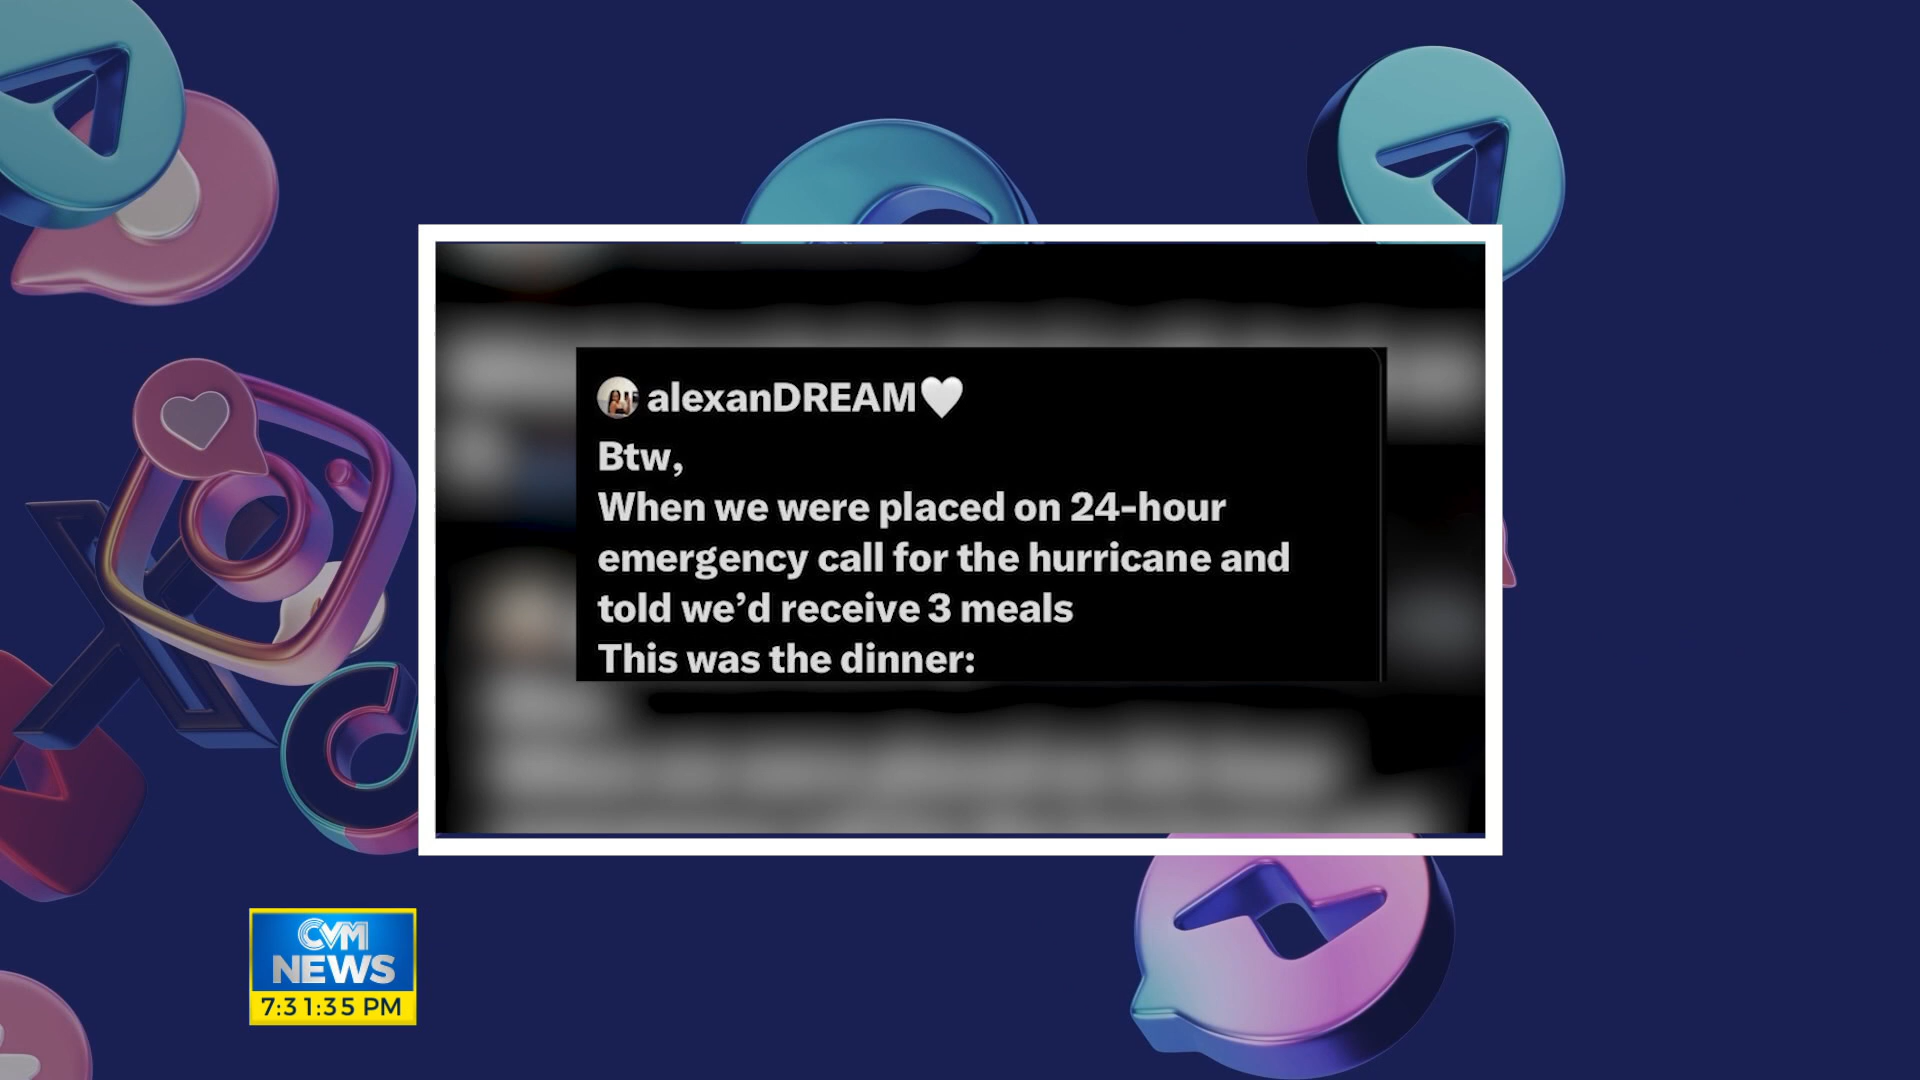 alexanDREAM🤍
Btw,
When we were placed on 24-hour
emergency call for the hurricane and
told we’d receive 3 meals
This was the dinner:
CVM
NEWS
7:31:35 PM